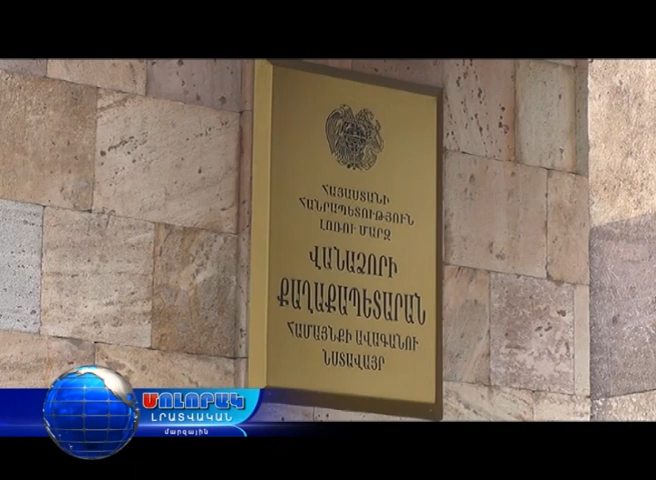 ՀԱՅԱՍՏԱՆԻ
ՀԱՆՐԱՊԵՏՈՒԹՅՈՒՆ
ԼՈՌՈՒ ՄԱՐԶ
ՎԱՆԱՁՈՐԻ
ՔԱՂԱՔԱՊԵՏԱՐԱՆ
ՀԱՄԱՅՆՔԻ ԱՎԱԳԱՆՈՒ
ՆՍՏԱՎԱՅՐ
ՄՈԼՈՐԱԿ
ԼՐԱՏՎԱԿԱՆ
մարզային